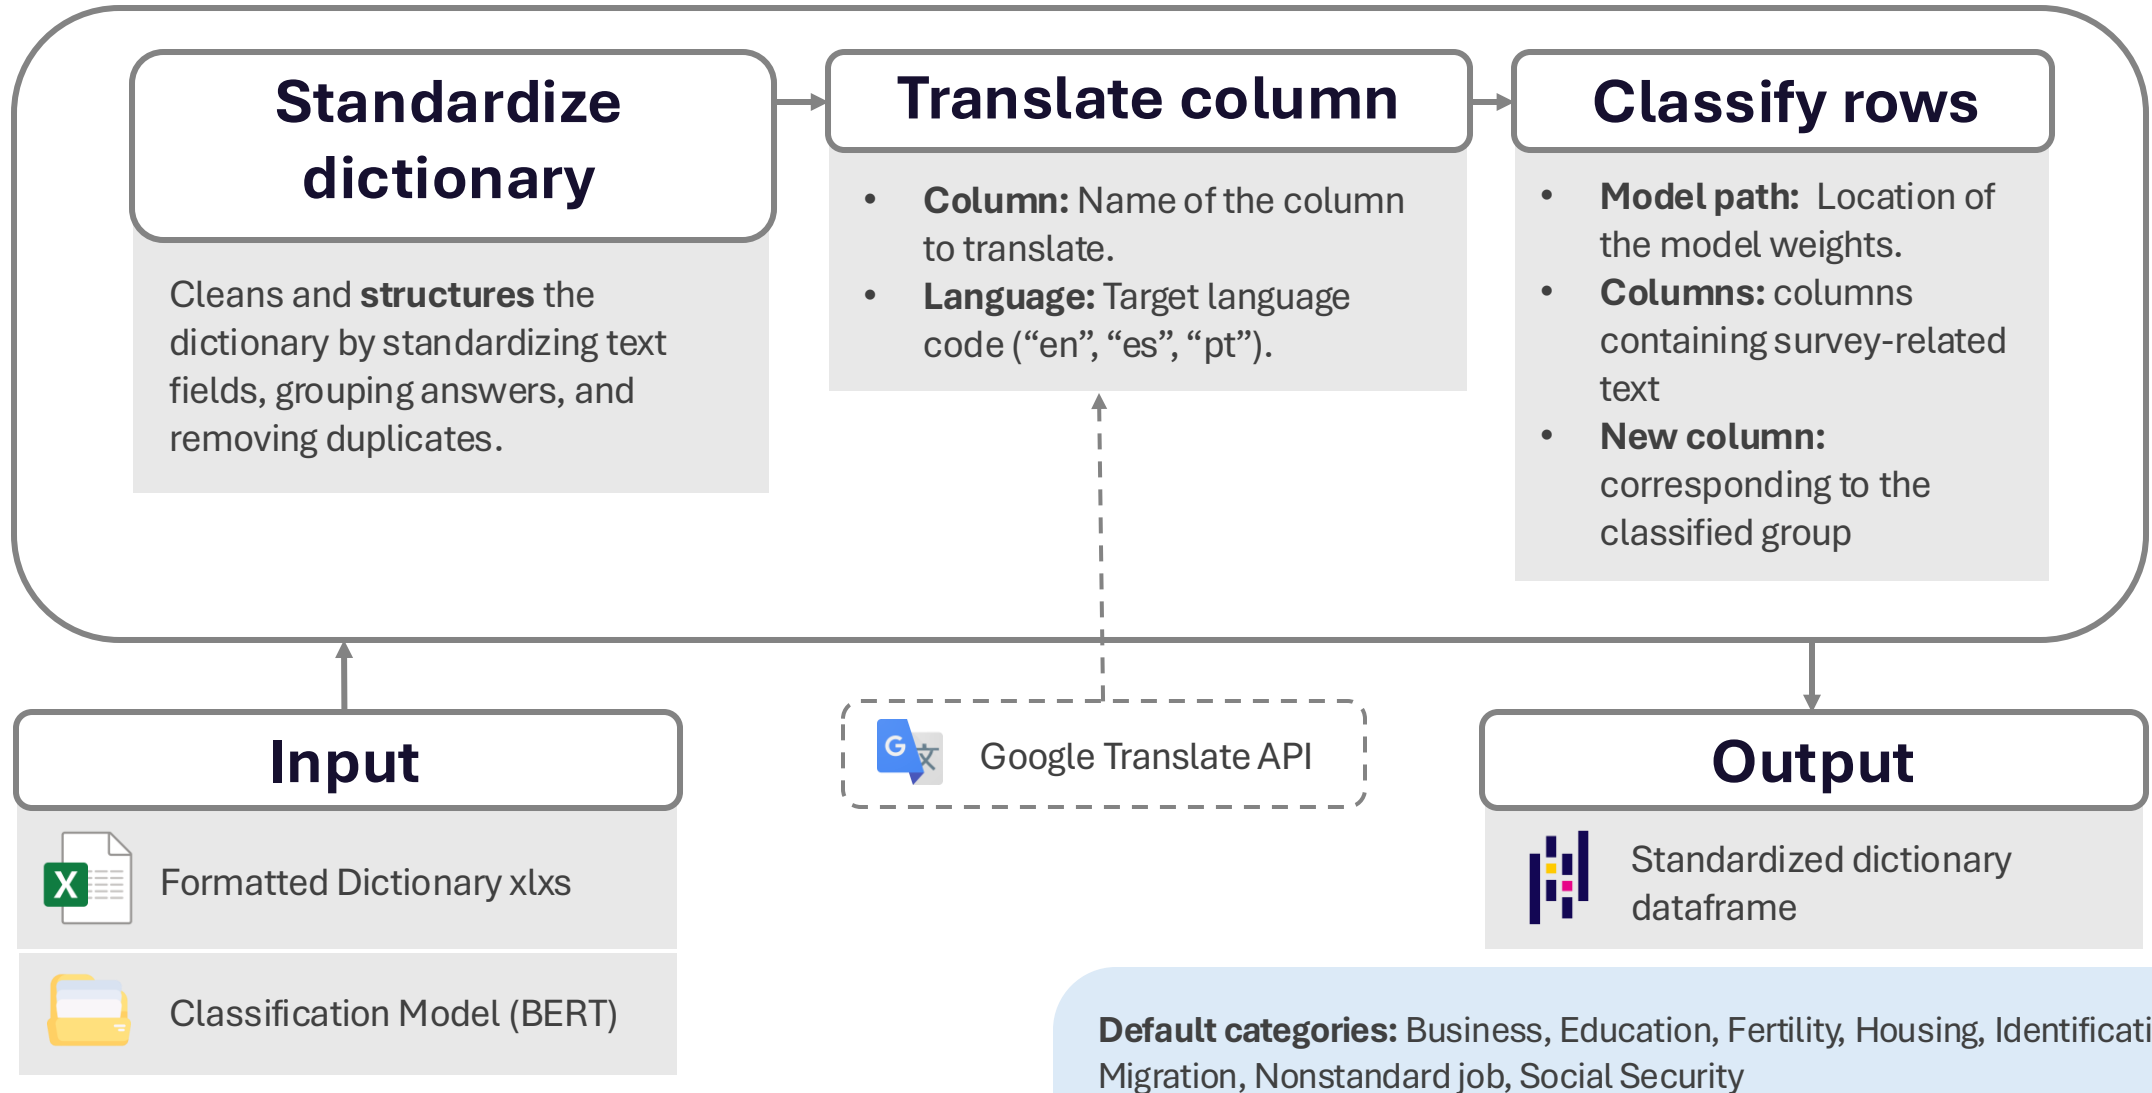 Standardize
dictionary
Cleans and structures the
dictionary by standardizing text
fields, grouping answers, and
removing duplicates.
Translate column
• Column: Name of the column
to translate.
• Language: Target language
code (“en”, “es”, “pt”).
Classify rows
• Model path: Location of
the model weights.
• Columns: columns
containing survey-related
text
• New column:
corresponding to the
classified group
Input
Formatted Dictionary xlxs
Classification Model (BERT)
Google Translate API
Output
Standardized dictionary
dataframe
Default categories: Business, Education, Fertility, Housing, Identificati
Migration, Nonstandard job, Social Security